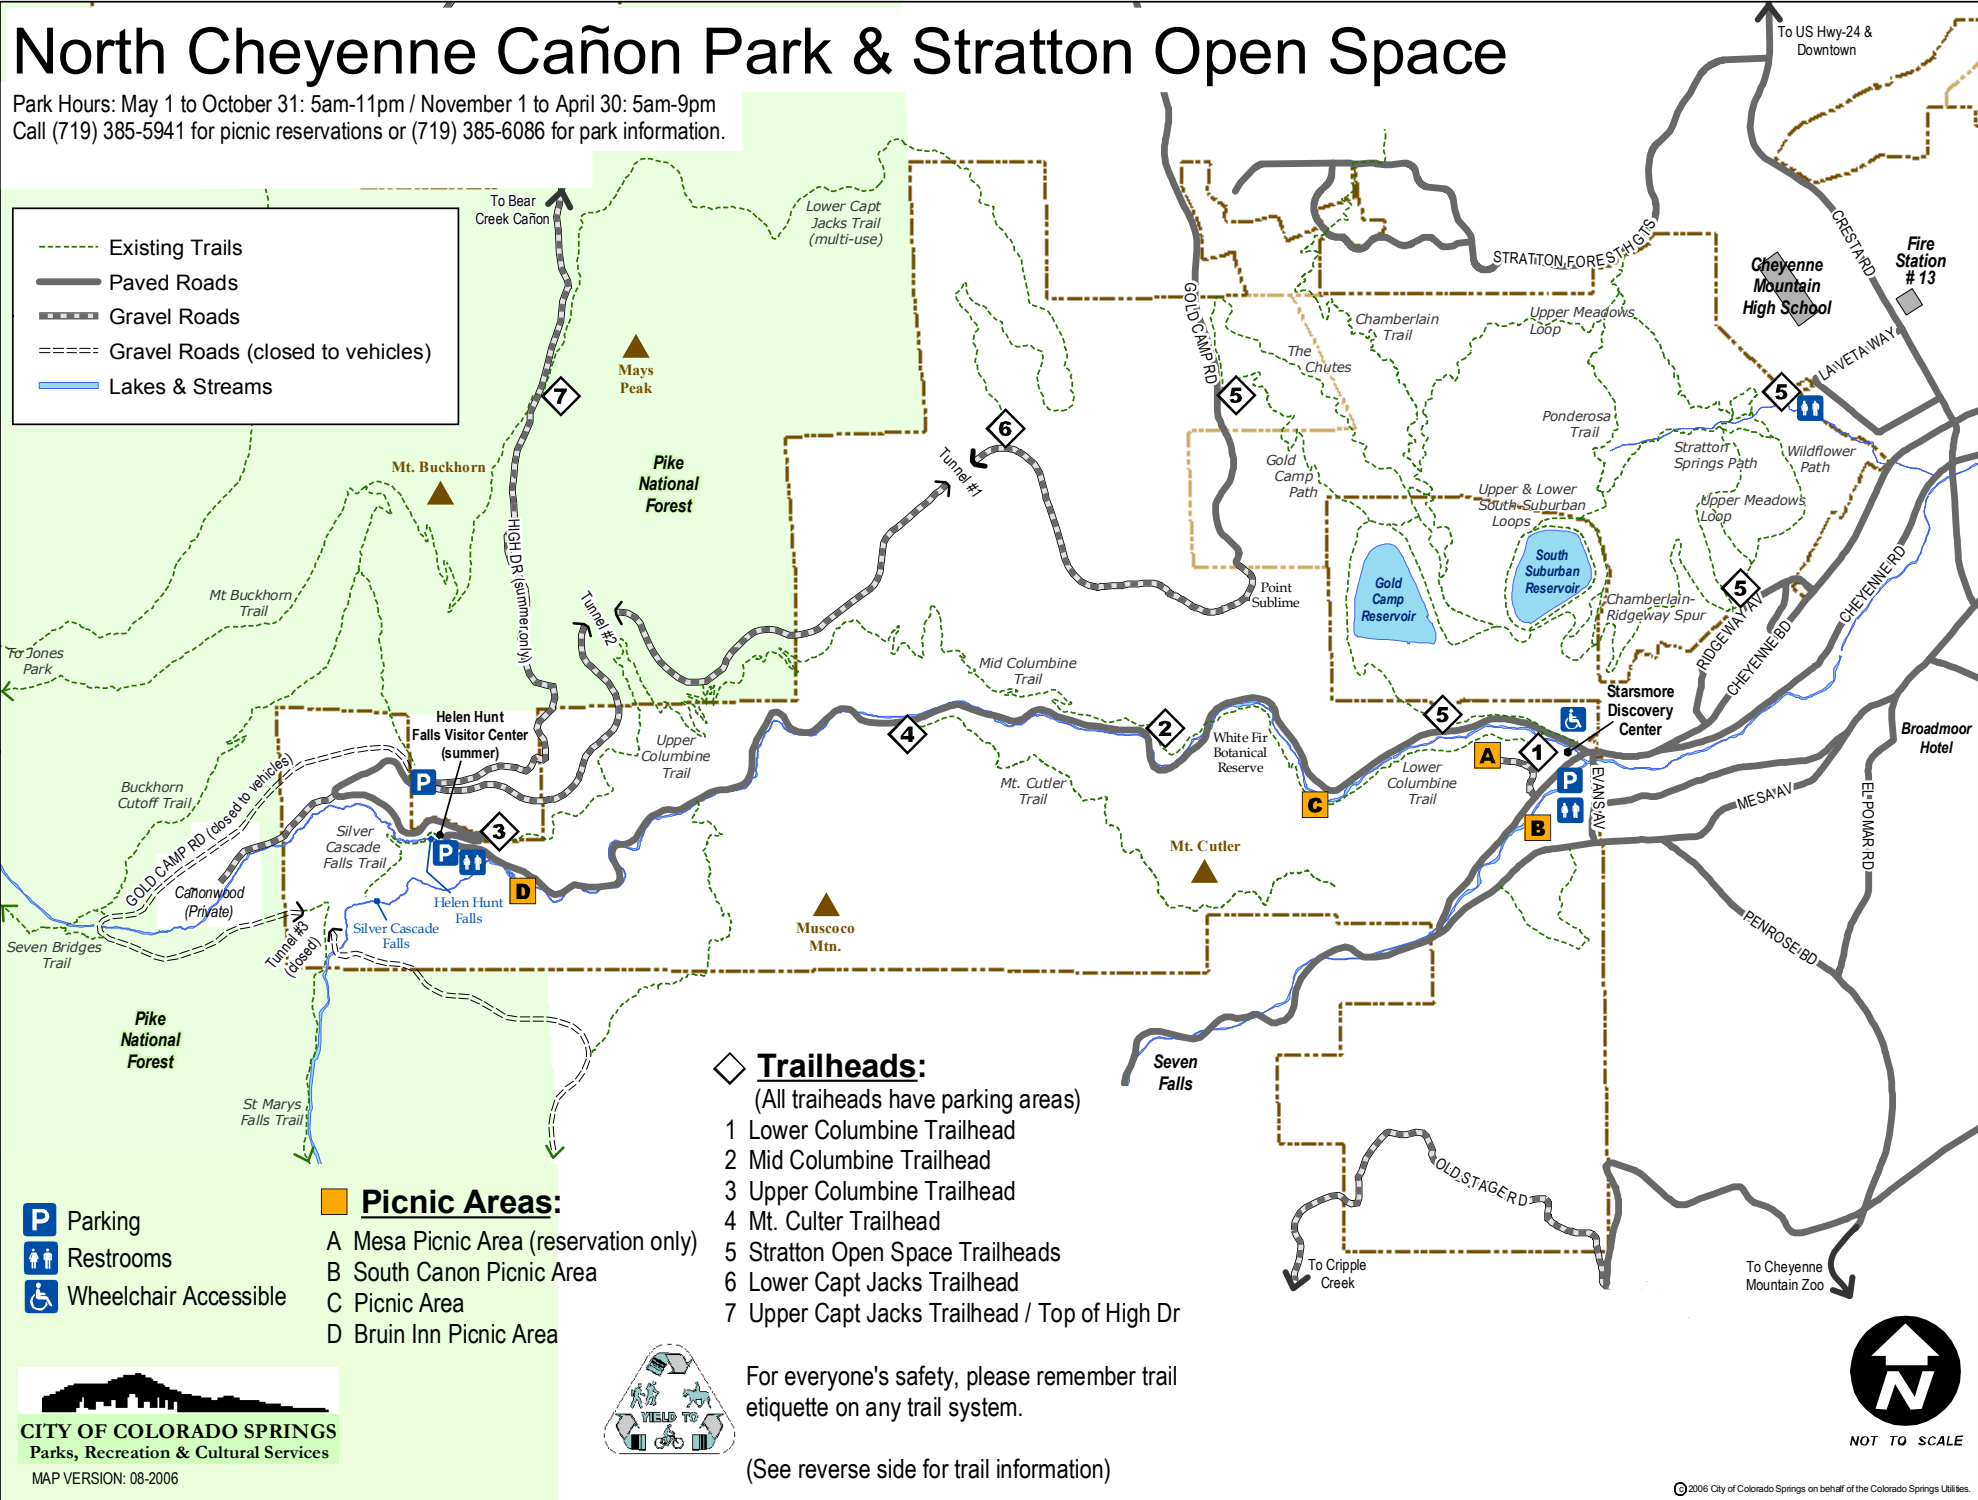 North Cheyenne Cañon Park & Stratton Open Space
Park Hours: May 1 to October 31: 5am-11pm / November 1 to April 30: 5am-9pm
Call (719) 385-5941 for picnic reservations or (719) 385-6086 for park information.
To US Hwy-24 &
Downtown
Existing Trails
Paved Roads
Gravel Roads
Gravel Roads (closed to vehicles)
Lakes & Streams
To Bear
Creek Cañon
Lower Capt
Jacks Trail
(multi-use)
7
Mays
Peak
Mt. Buckhorn
Pike
National
Forest
HIGH DR (summer only)
6
Tunnel #1
Tunnel #2
GOLD CAMP RD
STRATTON FOREST HGTS
CRESTA RD
Fire
Station
# 13
Cheyenne
Mountain
High School
LA VETA WAY
Chamberlain
Trail
Upper Meadows
Loop
The
Chutes
5
5
Ponderosa
Trail
Stratton
Springs Path
Wildflower
Path
Gold
Camp
Path
Upper & Lower
South Suburban
Loops
Upper Meadows
Loop
South
Suburban
Reservoir
Gold
Camp
Reservoir
Point
Sublime
5
Chamberlain-
Ridgeway Spur
RIDGEWAY AV
CHEYENNE BD
CHEYENNE RD
Mt Buckhorn
Trail
To Jones
Park
Mid Columbine
Trail
Helen Hunt
Falls Visitor Center
(summer)
Upper
Columbine
Trail
4
2
5
White Fir
Botanical
Reserve
Starsmore
Discovery
Center
Broadmoor
Hotel
A
1
P
B
C
Lower
Columbine
Trail
EVANS AV
MESA AV
EL POMAR RD
PENROSE BD
Mt. Cutler
Trail
Mt. Cutler
Buckhorn
Cutoff Trail
GOLD CAMP RD (closed to vehicles)
P
Silver
Cascade
Falls Trail
3
P
D
Cañonwood
(Private)
Helen Hunt
Falls
Silver Cascade
Falls
Tunnel #3
(closed)
Seven Bridges
Trail
Muscoco
Mtn.
Pike
National
Forest
St Marys
Falls Trail
Seven
Falls
OLD STAGE RD
To Cripple
Creek
To Cheyenne
Mountain Zoo
Trailheads:
(All traiheads have parking areas)
1 Lower Columbine Trailhead
2 Mid Columbine Trailhead
3 Upper Columbine Trailhead
4 Mt. Culter Trailhead
5 Stratton Open Space Trailheads
6 Lower Capt Jacks Trailhead
7 Upper Capt Jacks Trailhead / Top of High Dr
P Parking
Restrooms
Wheelchair Accessible
Picnic Areas:
A Mesa Picnic Area (reservation only)
B South Canon Picnic Area
C Picnic Area
D Bruin Inn Picnic Area
YIELD TO
For everyone's safety, please remember trail
etiquette on any trail system.
(See reverse side for trail information)
CITY OF COLORADO SPRINGS
Parks, Recreation & Cultural Services
MAP VERSION: 08-2006
N
NOT TO SCALE
© 2006 City of Colorado Springs on behalf of the Colorado Springs Utilities.